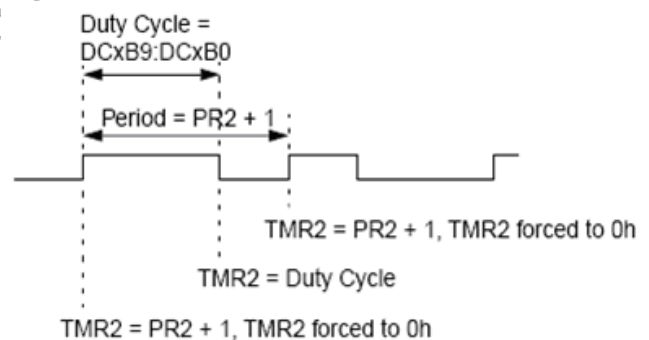 Duty Cycle =
DCxB9:DCxB0
Period = PR2 + 1
TMR2 = PR2 + 1, TMR2 forced to 0h
TMR2 = Duty Cycle
TMR2 = PR2 + 1, TMR2 forced to 0h